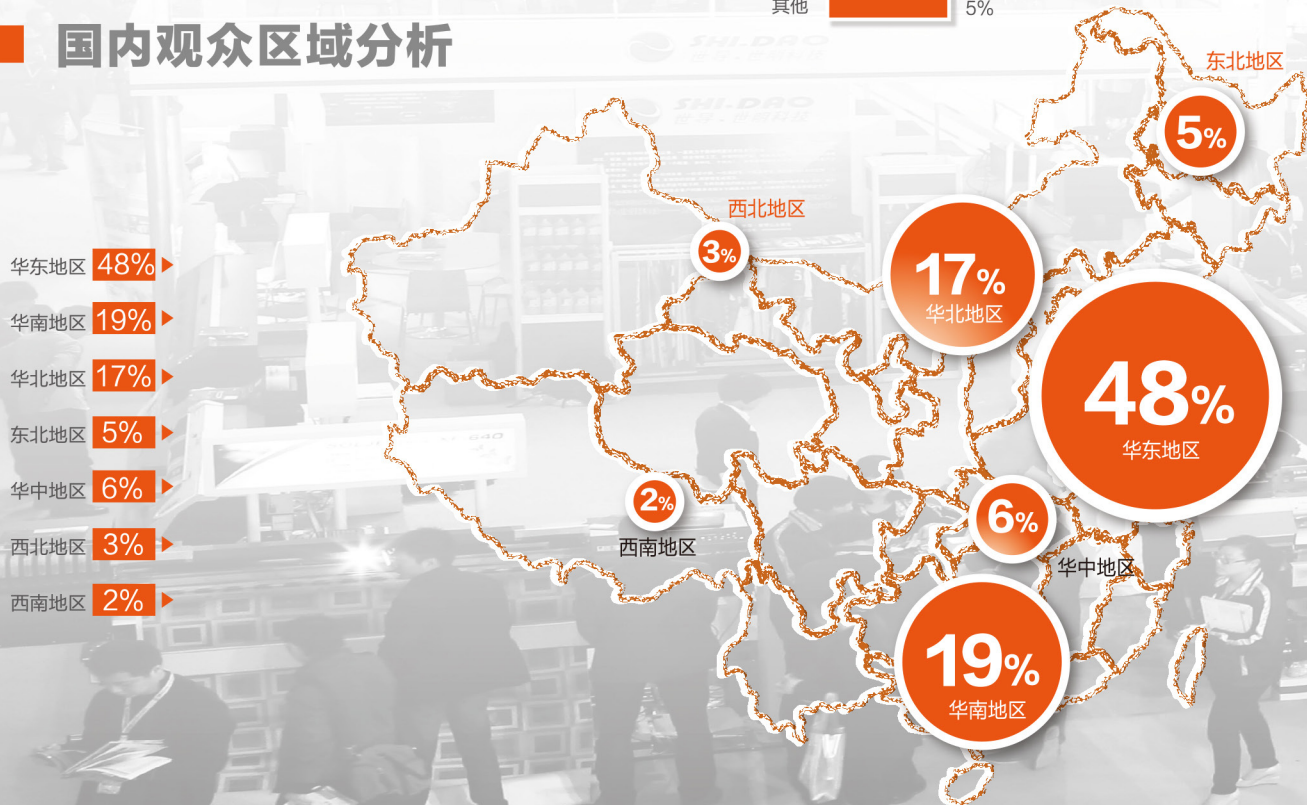 其他 5%
国内观众区域分析
东北地区
5%
西北地区
3%
17%
华北地区
48%
华东地区
2%
西南地区
6%
华中地区
19%
华南地区
华东地区 48%
华南地区 19%
华北地区 17%
东北地区 5%
华中地区 6%
西北地区 3%
西南地区 2%
SHI.DAO
SHI.DAO